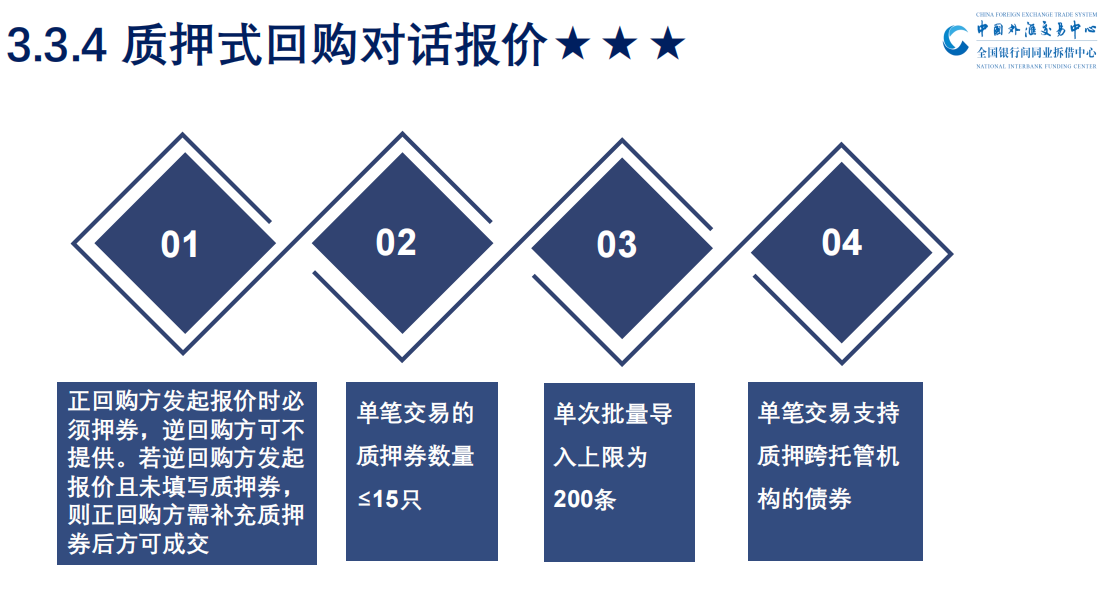 3.3.4 质押式回购对话报价★★★
CHINA FOREIGN EXCHANGE TRADE SYSTEM
中国外汇交易中心
全国银行间同业拆借中心
NATIONAL INTERBANK FUNDING CENTER
01
02
03
04
正回购方发起报价时必
须押券，逆回购方可不
提供。若逆回购方发起
报价且未填写质押券，
则正回购方需补充质押
券后方可成交
单笔交易的
质押券数量
≤15只
单次批量导
入上限为
200条
单笔交易支持
质押跨托管机
构的债券